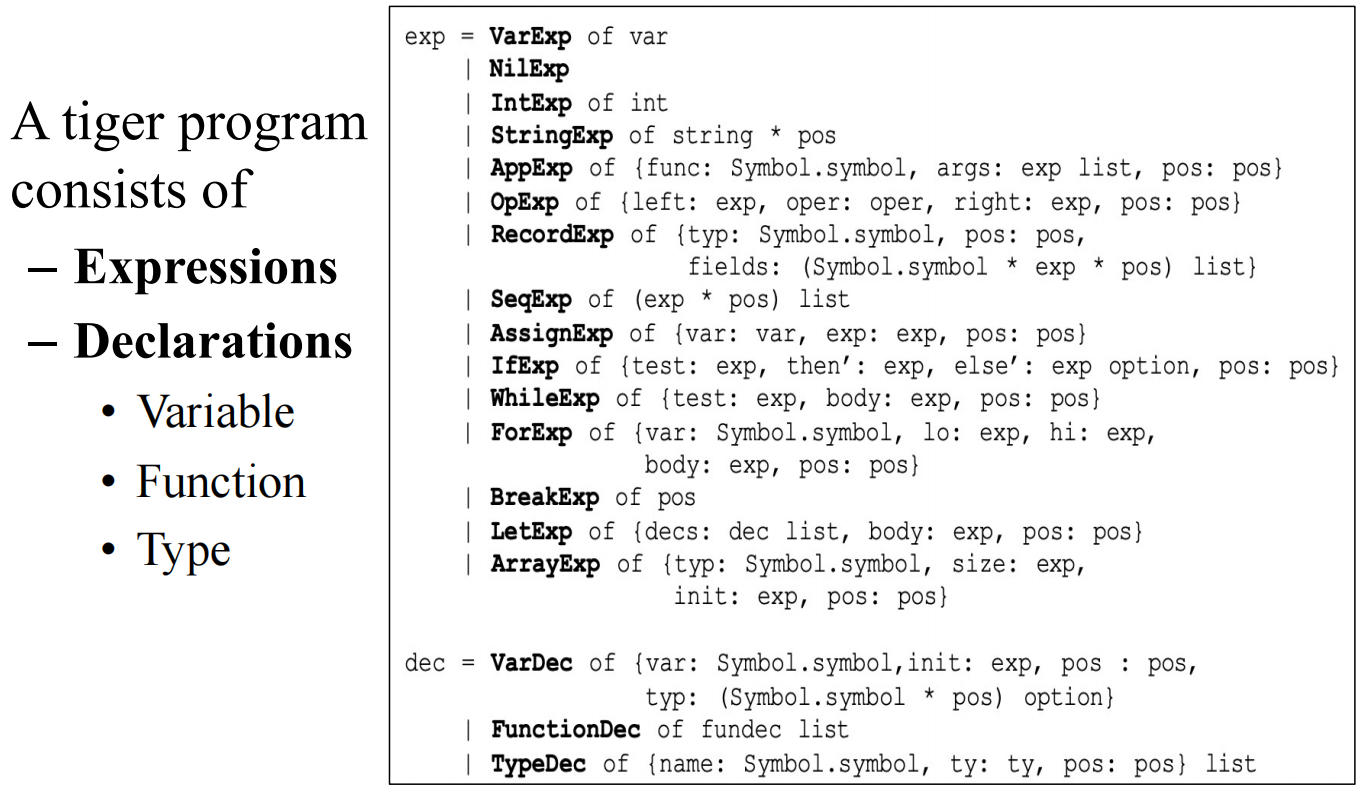 A tiger program
consists of
– Expressions
– Declarations
• Variable
• Function
• Type
exp = VarExp of var
| NilExp
| IntExp of int
| StringExp of string * pos
| AppExp of {func: Symbol.symbol, args: exp list, pos: pos}
| OpExp of {left: exp, oper: oper, right: exp, pos: pos}
| RecordExp of {typ: Symbol.symbol, pos: pos,
fields: (Symbol.symbol * exp * pos) list}
| SeqExp of (exp * pos) list
| AssignExp of {var: var, exp: exp, pos: pos}
| IfExp of {test: exp, then’: exp, else’: exp option, pos: pos}
| WhileExp of {test: exp, body: exp, pos: pos}
| ForExp of {var: Symbol.symbol, lo: exp, hi: exp,
body: exp, pos: pos}
| BreakExp of pos
| LetExp of {decs: dec list, body: exp, pos: pos}
| ArrayExp of {typ: Symbol.symbol, size: exp,
init: exp, pos: pos}
dec = VarDec of {var: Symbol.symbol,init: exp, pos : pos,
typ: (Symbol.symbol * pos) option}
| FunctionDec of fundec list
| TypeDec of {name: Symbol.symbol, ty: ty, pos: pos} list